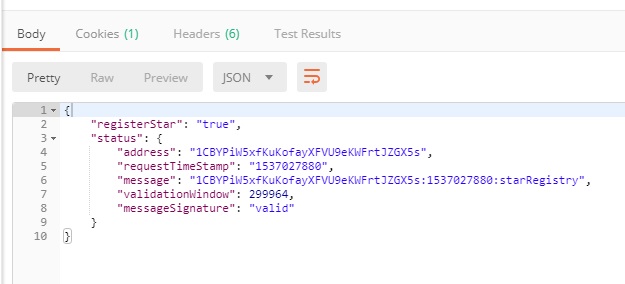 Body Cookies (1) Headers (6) Test Results
Pretty Raw Preview JSON
1 {
2 "registerStar": "true",
3 "status": {
4 "address": "1CBYPiW5xfKuKofayXFVU9eKWFrtJZGX5s",
5 "requestTimeStamp": "1537027880",
6 "message": "1CBYPiW5xfKuKofayXFVU9eKWFrtJZGX5s:1537027880:starRegistry",
7 "validationWindow": 299964,
8 "messageSignature": "valid"
9 }
10 }